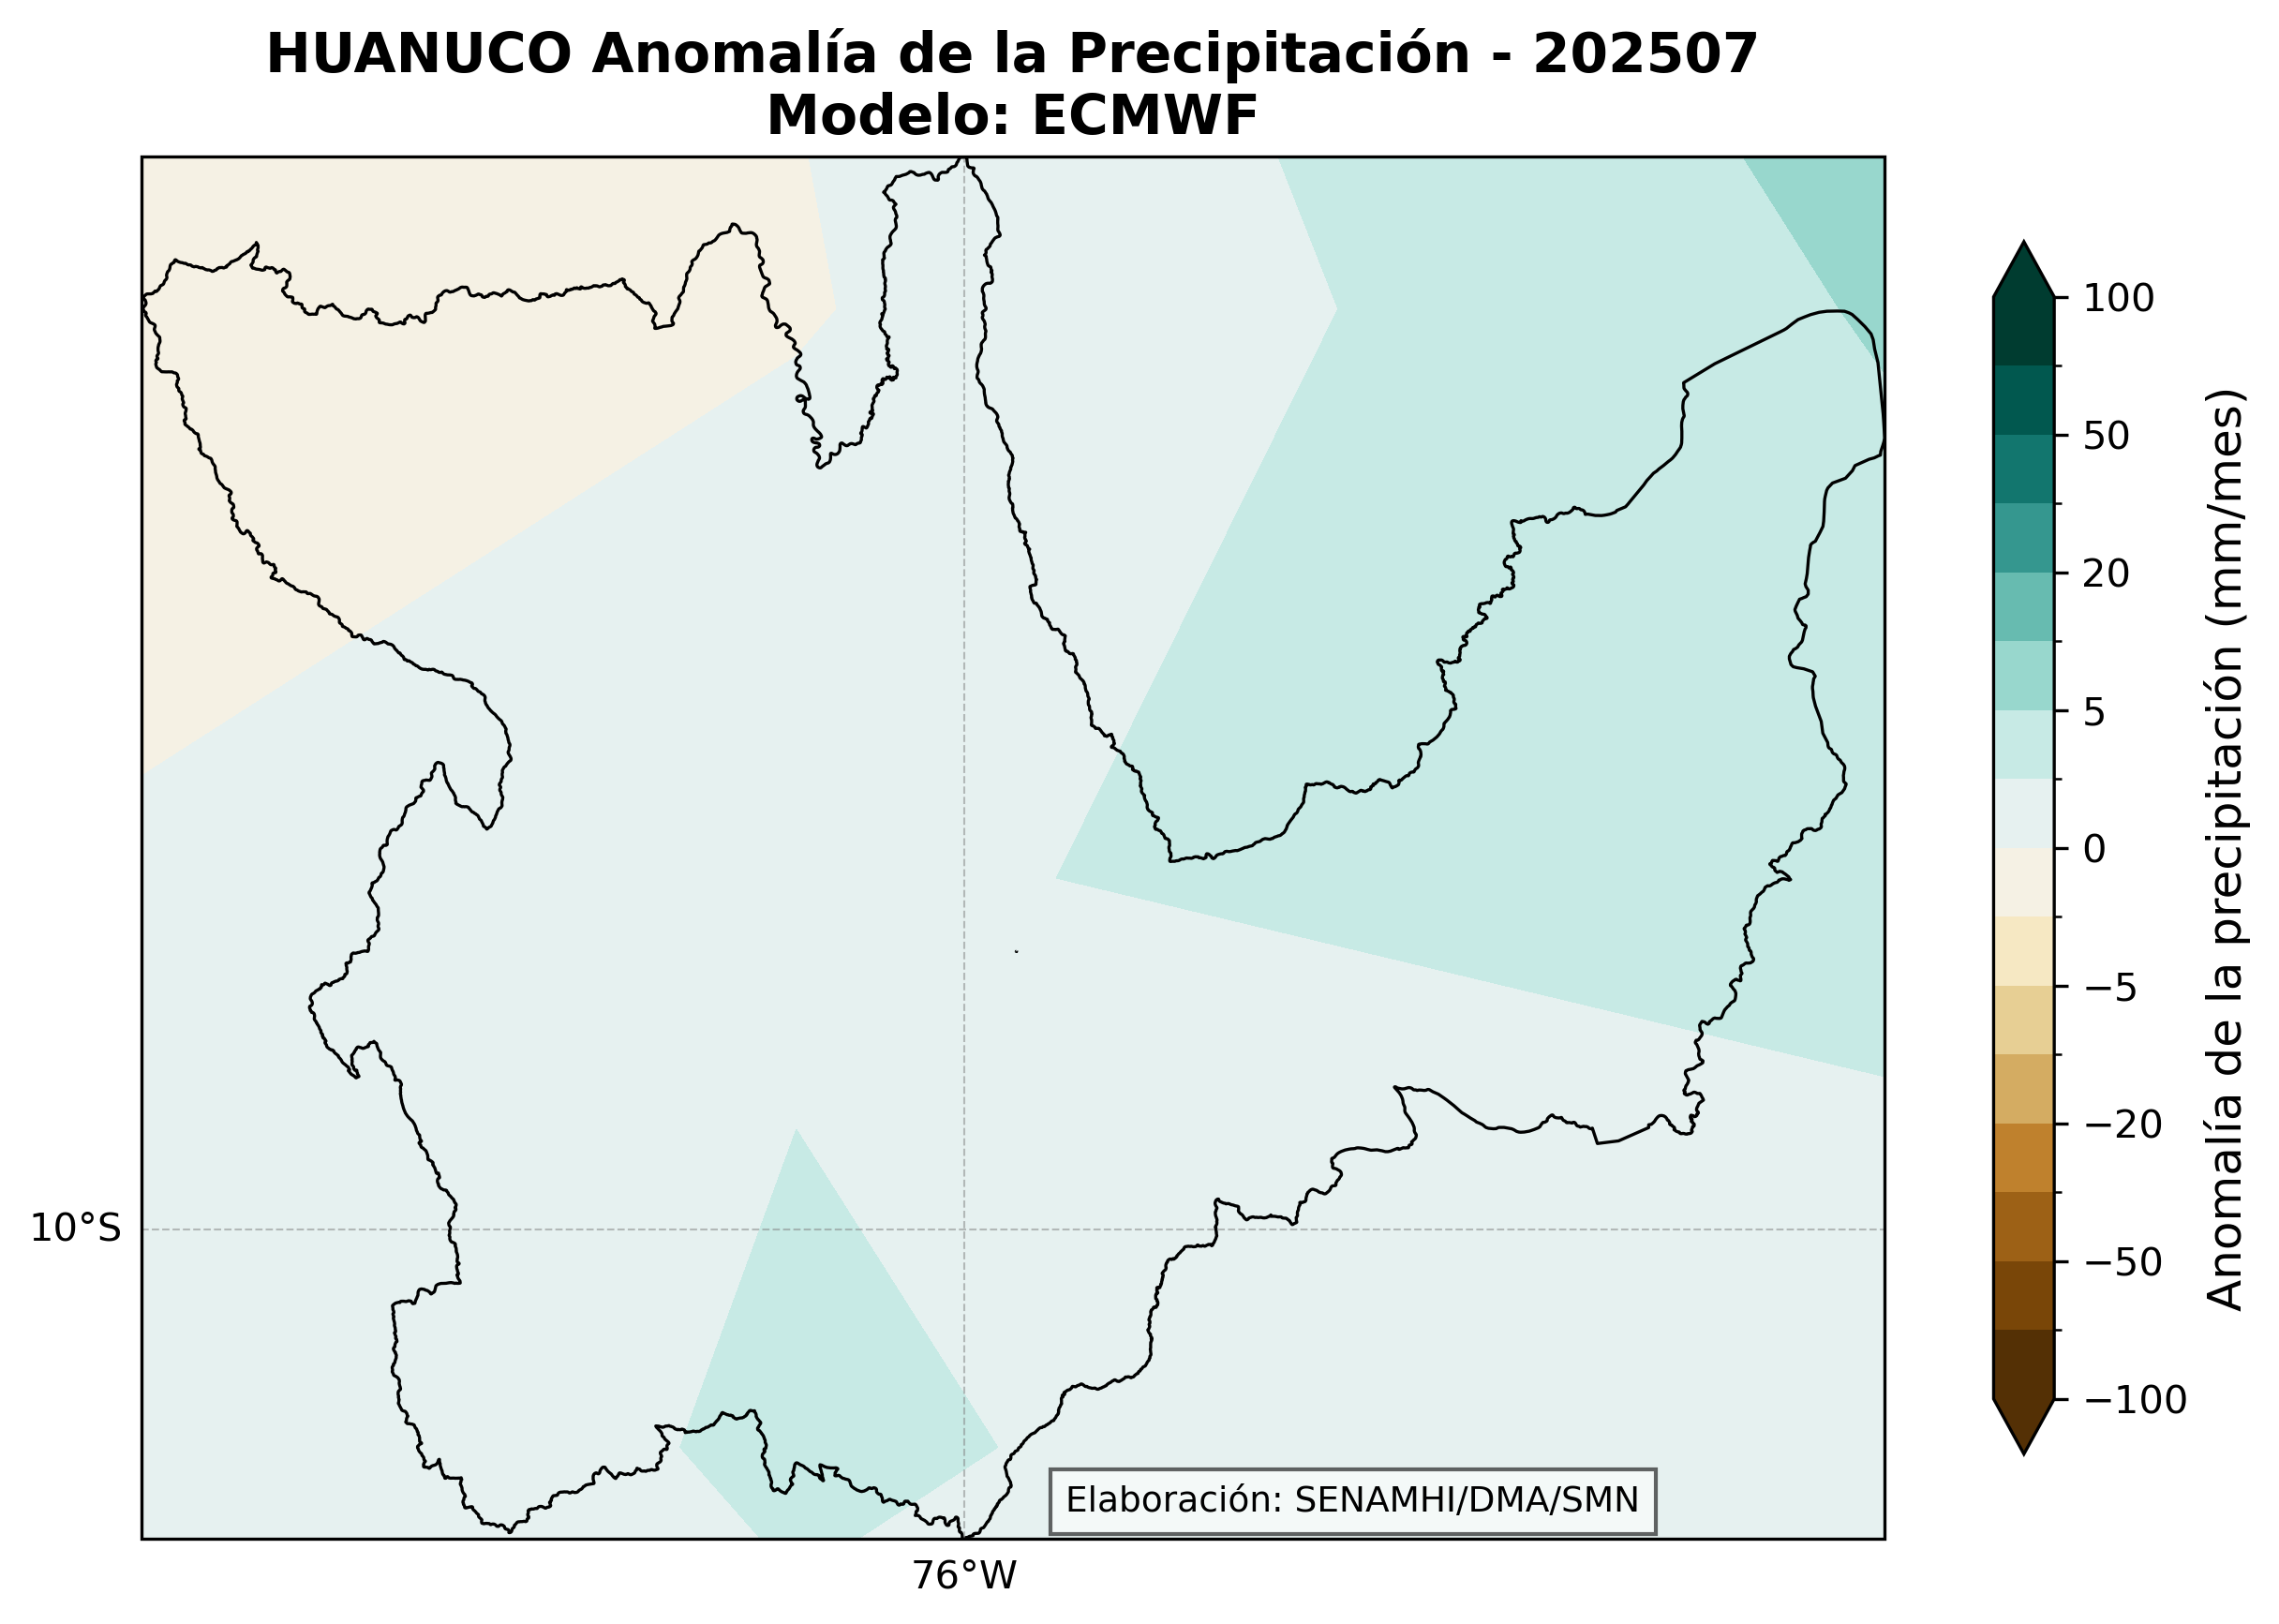 HUANUCO Anomalía de la Precipitación - 202507
Modelo: ECMWF
100
50
20
5
0
−5
−20
−50
−100
Anomalía de la precipitación (mm/mes)
10°S
Elaboración: SENAMHI/DMA/SMN
76°W